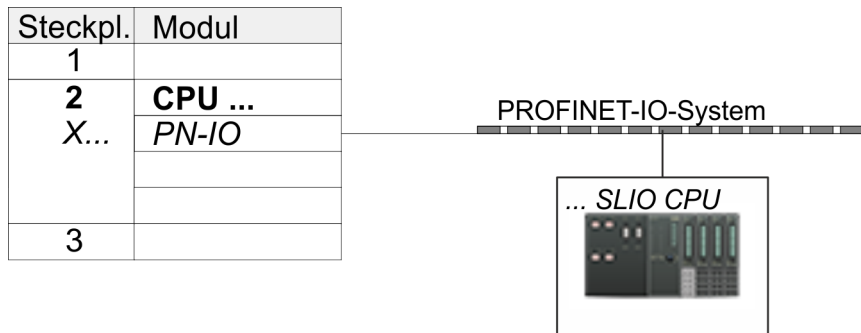 Steckpl. Modul
1
2 CPU ...
X... PN-IO
3
PROFINET-IO-System
... SLIO CPU